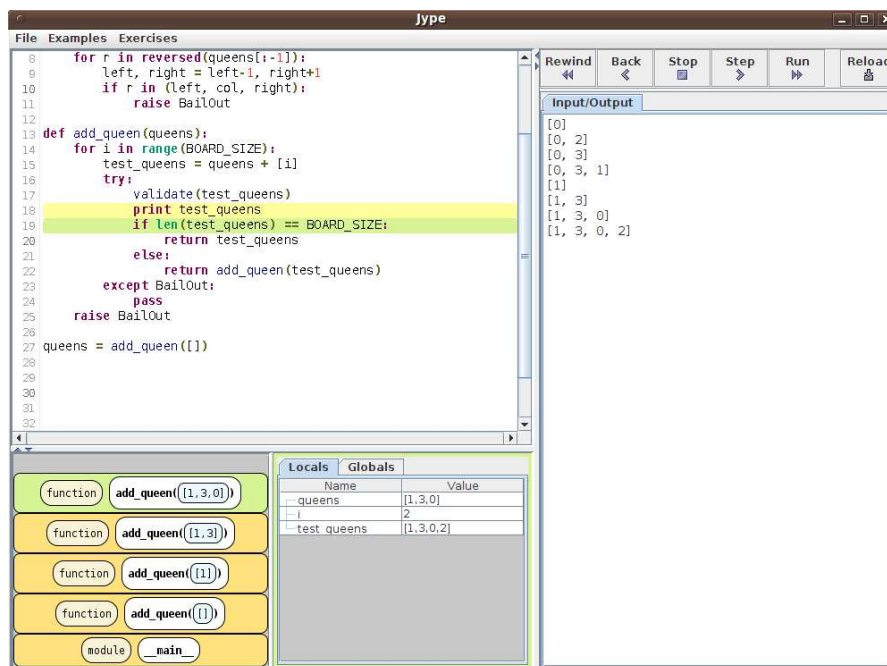 Jype
File Examples Exercises
8 for r in reversed(queens[:-1]):
9 left, right = left-1, right+1
10 if r in (left, col, right):
11 raise BailOut
12
13 def add_queen(queens):
14 for i in range(BOARD_SIZE):
15 test_queens = queens + [i]
16 try:
17 validate(test_queens)
18 print test_queens
19 if len(test_queens) == BOARD_SIZE:
20 return test_queens
21 else:
22 return add_queen(test_queens)
23 except BailOut:
24 pass
25 raise BailOut
26
27 queens = add_queen([])
28
29
30
31
32
Rewind Back Stop Step Run Reload
Input/Output
[0]
[0, 2]
[0, 3]
[0, 3, 1]
[1]
[1, 3]
[1, 3, 0]
[1, 3, 0, 2]
function add_queen([1,3,0])
function add_queen([1,3])
function add_queen([1])
function add_queen([])
module __main__
Locals Globals
Name Value
queens [1,3,0]
i 2
test_queens [1,3,0,2]